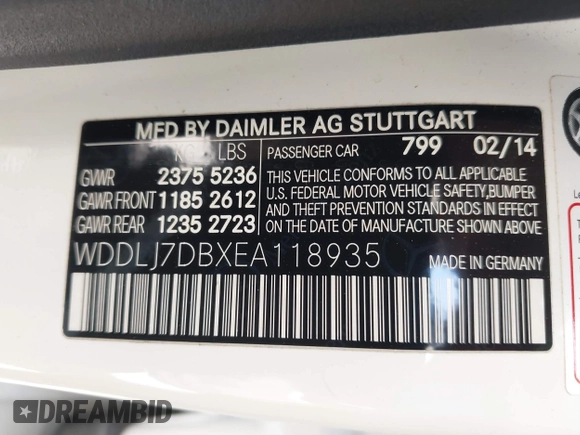 MFD BY DAIMLER AG STUTTGART
KG LBS
PASSENGER CAR 799 02/14
GVWR 2375 5236
GAWR FRONT 1185 2612
GAWR REAR 1235 2723
THIS VEHICLE CONFORMS TO ALL APPLICABLE
U.S. FEDERAL MOTOR VEHICLE SAFETY,BUMPER
AND THEFT PREVENTION STANDARDS IN EFFECT
ON THE DATE OF MANUFACTURE SHOWN ABOVE
WDDLJ7DBXEA118935 MADE IN GERMANY
DREAMBID